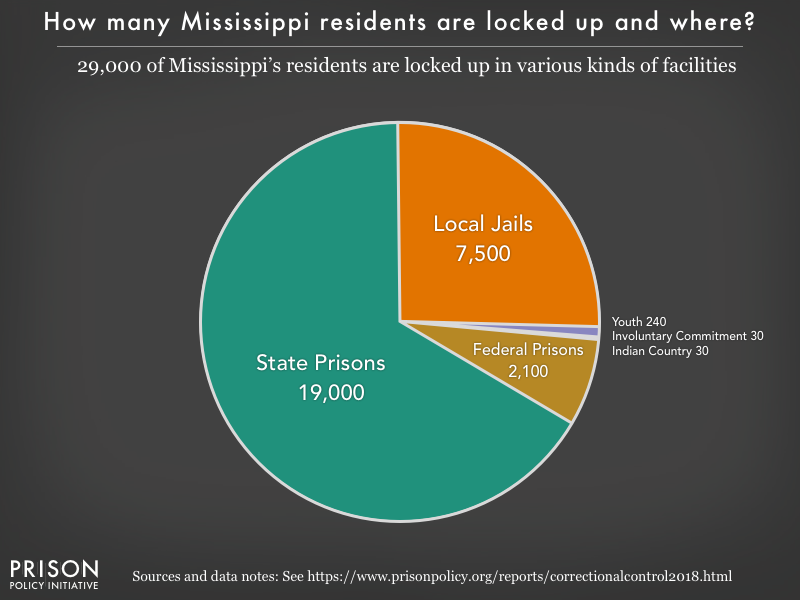 How many Mississippi residents are locked up and where?
29,000 of Mississippi’s residents are locked up in various kinds of facilities
Local Jails
7,500
Youth 240
Involuntary Commitment 30
Indian Country 30
Federal Prisons
2,100
State Prisons
19,000
PRISON
POLICY INITIATIVE
Sources and data notes: See https://www.prisonpolicy.org/reports/correctionalcontrol2018.html